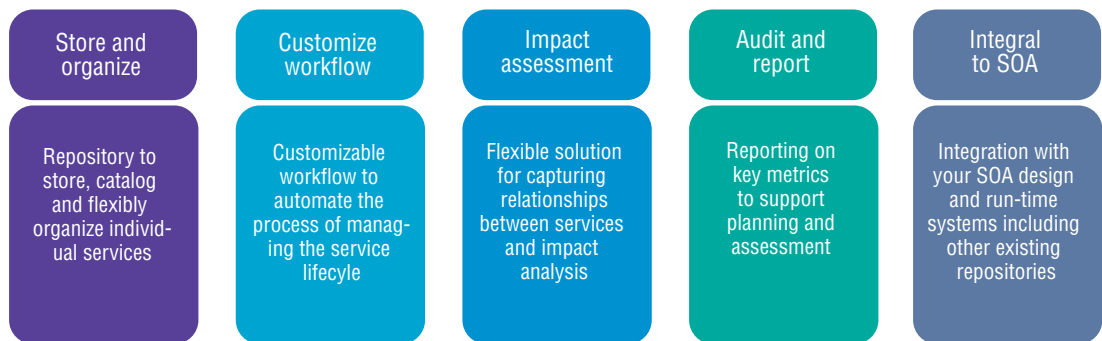 Store and
organize
Customize
workflow
Impact
assessment
Audit and
report
Integral
to SOA
Repository to
store, catalog
and flexibly
organize individ-
ual services
Customizable
workflow to
automate the
process of manag-
ing the service
lifecyle
Flexible solution
for capturing
relationships
between services
and impact
analysis
Reporting on
key metrics
to support
planning and
assessment
Integration with
your SOA design
and run-time
systems including
other existing
repositories